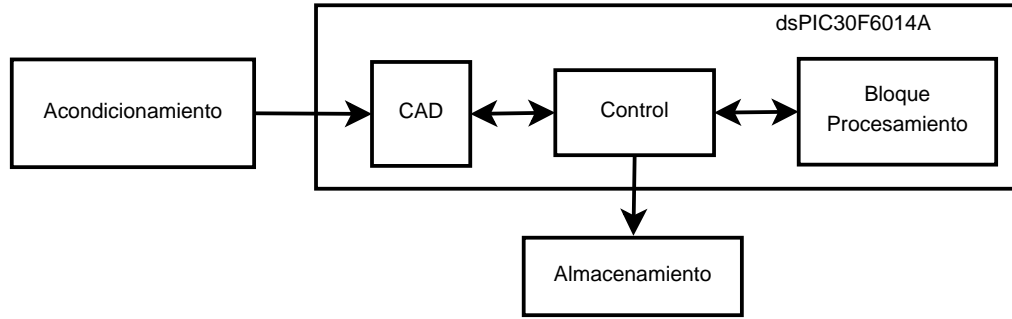 dsPIC30F6014A
Acondicionamiento
CAD
Control
Bloque
Procesamiento
Almacenamiento